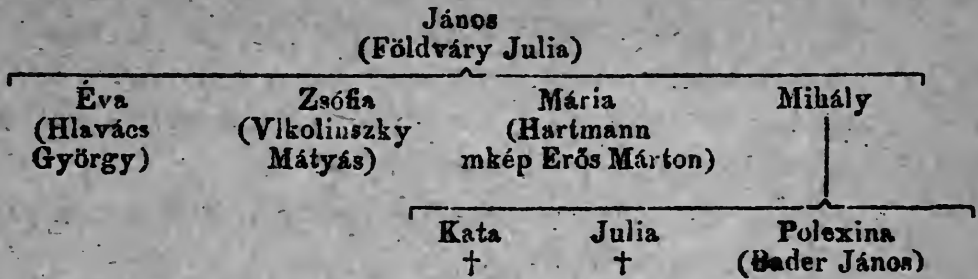 János
(Földváry Julia)
Éva Zsófia Mária Mihály
(Hlavács (Vlkolinszky (Hartmann
György) Mátyás) mkép Erős Márton)
Kata Julia Polexina
† † (Bader János)